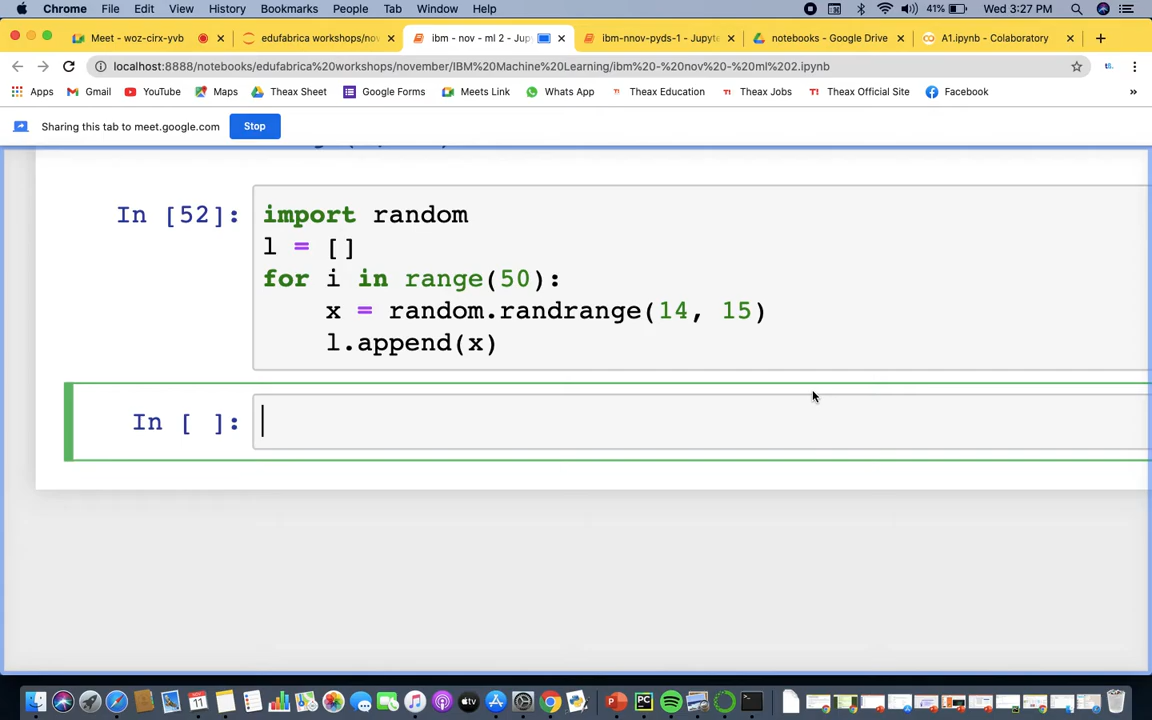 Chrome File Edit View History Bookmarks People Tab Window Help 41% Wed 3:27 PM
Meet - woz-cirx-yvb edufabrica workshops/nov ibm - nov - ml 2 - Jup ibm-nnov-pyds-1 - Jupyte notebooks - Google Drive A1.ipynb - Colaboratory
localhost:8888/notebooks/edufabrica%20workshops/november/IBM%20Machine%20Learning/ibm%20-%20nov%20-%20ml%202.ipynb
Apps Gmail YouTube Maps Theax Sheet Google Forms Meets Link Whats App Theax Education Theax Jobs Theax Official Site Facebook »
Sharing this tab to meet.google.com Stop
In [52]: import random
l = []
for i in range(50):
x = random.randrange(14, 15)
l.append(x)
In [ ]: